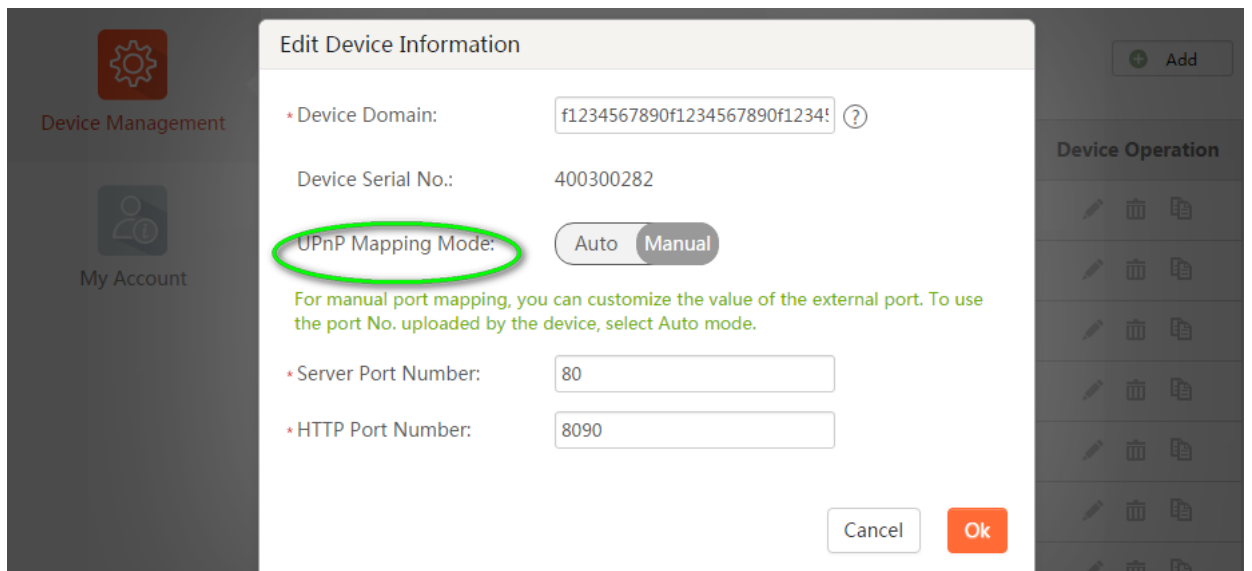 Edit Device Information
Add
Device Management
* Device Domain:
f1234567890f1234567890f1234
?
Device Operation
Device Serial No.:
400300282
UPnP Mapping Mode:
Auto
Manual
My Account
For manual port mapping, you can customize the value of the external port. To use
the port No. uploaded by the device, select Auto mode.
* Server Port Number:
80
* HTTP Port Number:
8090
Cancel
Ok